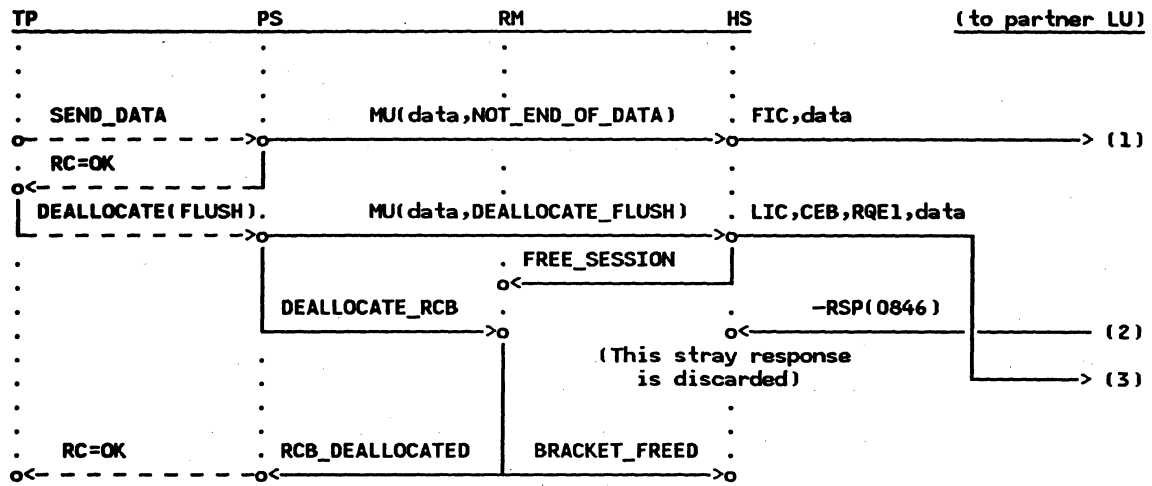 TP PS RM HS (to partner LU)
SEND_DATA MU(data,NOT_END_OF_DATA) FIC,data
(1)
RC=OK
DEALLOCATE(FLUSH) MU(data,DEALLOCATE_FLUSH) LIC,CEB,RQE1,data
FREE_SESSION
DEALLOCATE_RCB -RSP(0846)
(2)
(This stray response
is discarded) (3)
RC=OK RCB_DEALLOCATED BRACKET_FREED